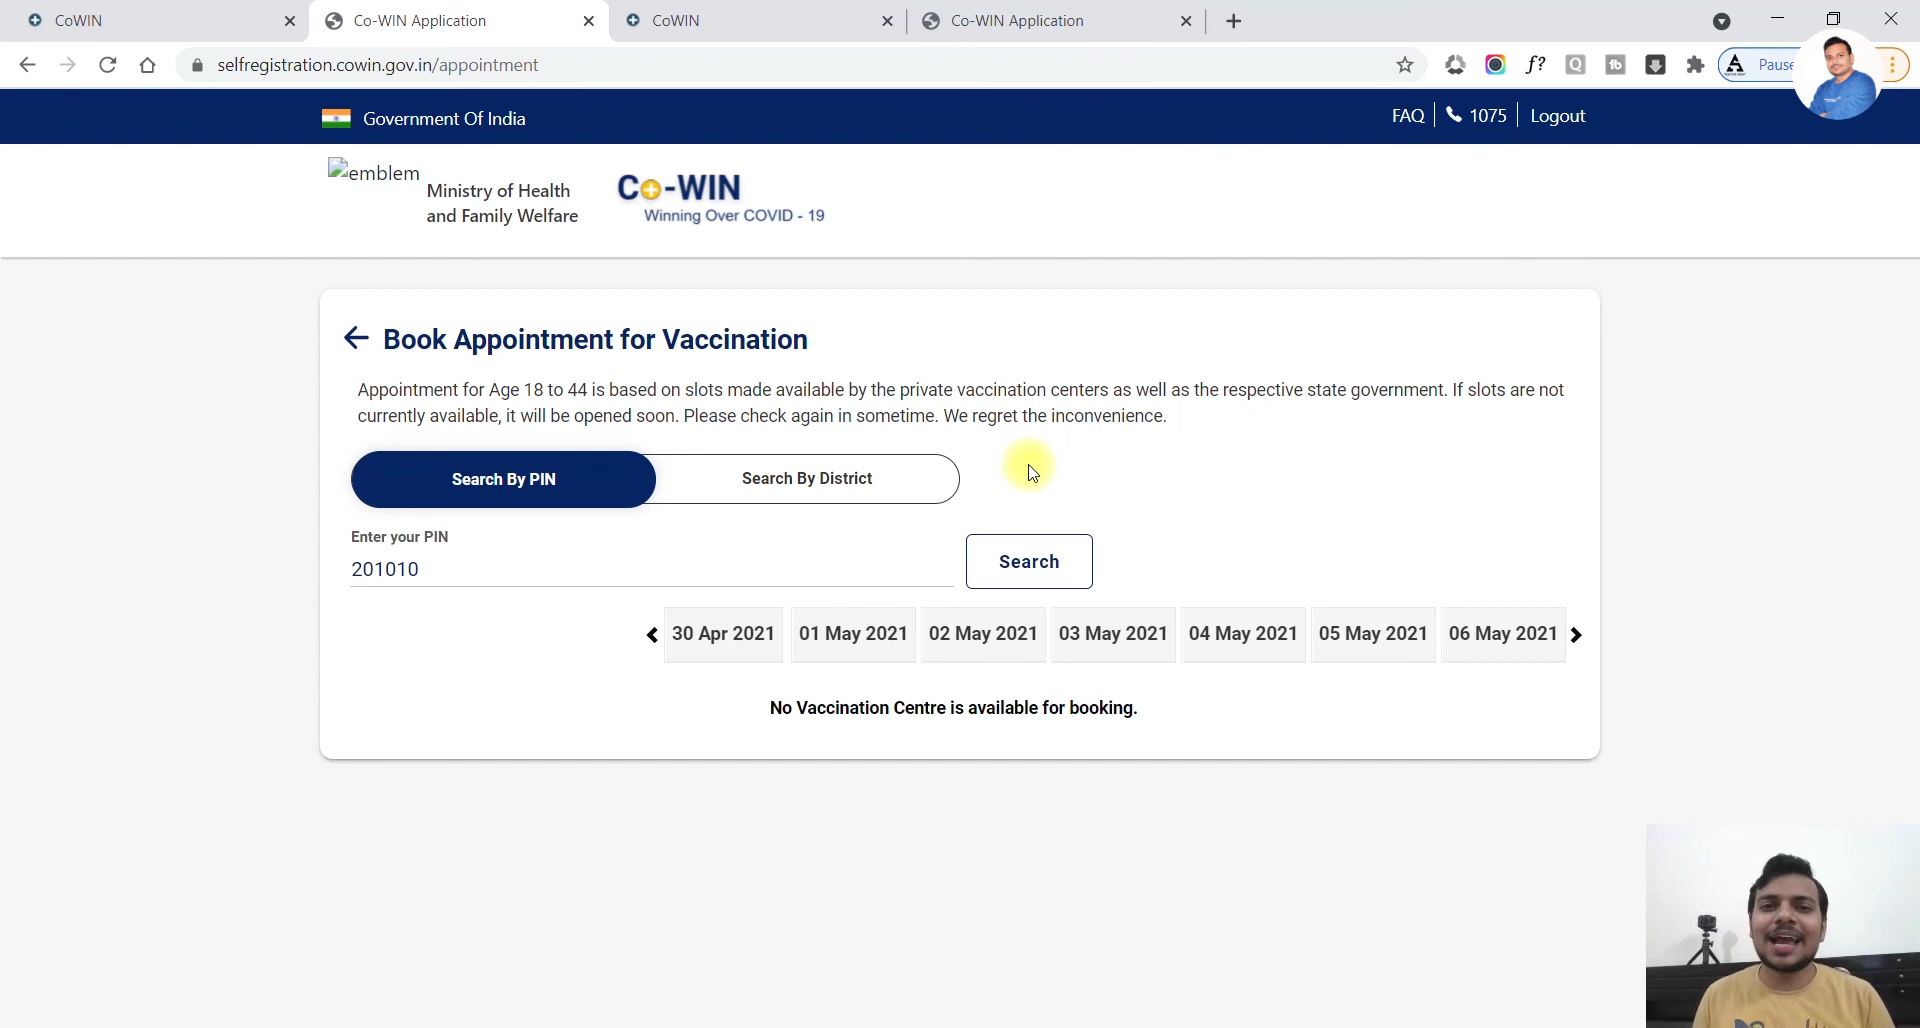 CoWIN
Co-WIN Application
CoWIN
Co-WIN Application
selfregistration.cowin.gov.in/appointment
f?
Q
tb
Pause
Government Of India
FAQ
1075
Logout
emblem
Ministry of Health
and Family Welfare
Co-WIN
Winning Over COVID - 19
Book Appointment for Vaccination
Appointment for Age 18 to 44 is based on slots made available by the private vaccination centers as well as the respective state government. If slots are not
currently available, it will be opened soon. Please check again in sometime. We regret the inconvenience.
Search By PIN
Search By District
Enter your PIN
201010
Search
30 Apr 2021
01 May 2021
02 May 2021
03 May 2021
04 May 2021
05 May 2021
06 May 2021
No Vaccination Centre is available for booking.